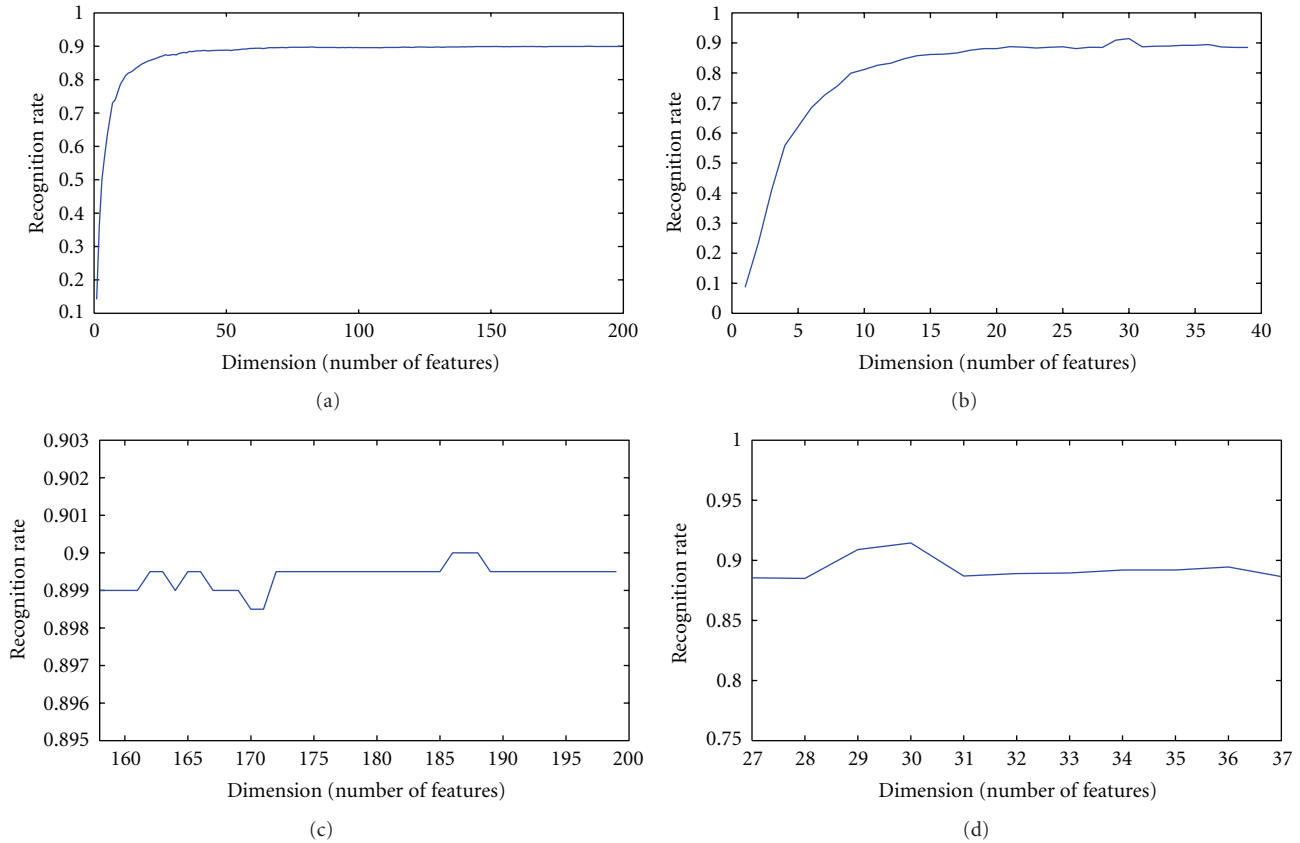 1
0.9
0.8
0.7
0.6
0.5
0.4
0.3
0.2
0.1
Recognition rate
0 50 100 150 200
Dimension (number of features)
(a)
1
0.9
0.8
0.7
0.6
0.5
0.4
0.3
0.2
0.1
0
Recognition rate
0 5 10 15 20 25 30 35 40
Dimension (number of features)
(b)
0.903
0.902
0.901
0.9
0.899
0.898
0.897
0.896
0.895
Recognition rate
160 165 170 175 180 185 190 195 200
Dimension (number of features)
(c)
1
0.95
0.9
0.85
0.8
0.75
Recognition rate
27 28 29 30 31 32 33 34 35 36 37
Dimension (number of features)
(d)